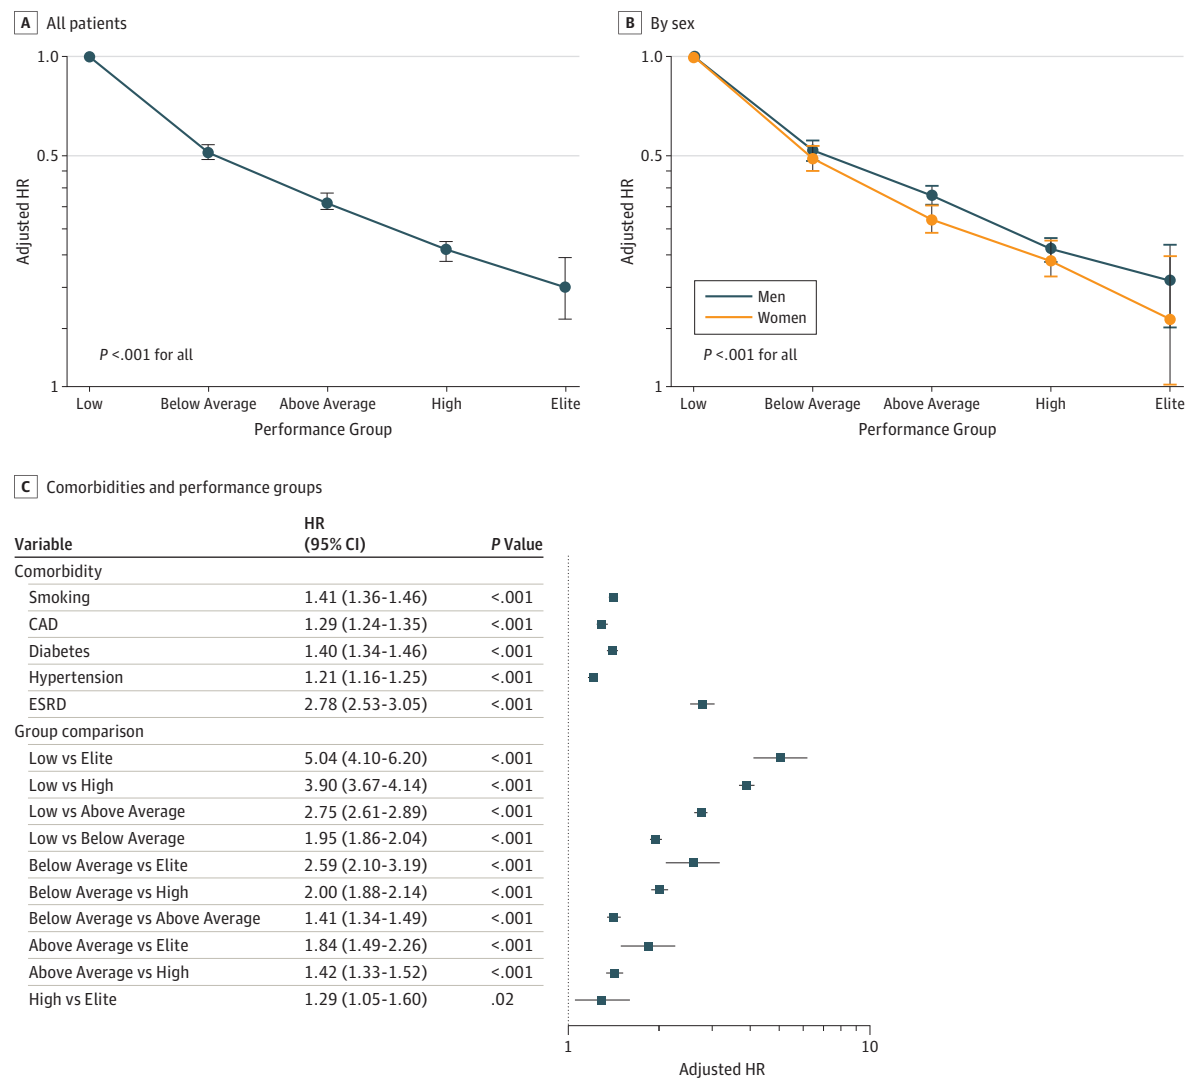 A All patients
1.0
0.5
1
Adjusted HR
Low Below Average Above Average High Elite
Performance Group
P <.001 for all
B By sex
1.0
0.5
1
Adjusted HR
Men
Women
P <.001 for all
Low Below Average Above Average High Elite
Performance Group
C Comorbidities and performance groups
Variable HR (95% CI) P Value
Comorbidity
Smoking 1.41 (1.36-1.46) <.001
CAD 1.29 (1.24-1.35) <.001
Diabetes 1.40 (1.34-1.46) <.001
Hypertension 1.21 (1.16-1.25) <.001
ESRD 2.78 (2.53-3.05) <.001
Group comparison
Low vs Elite 5.04 (4.10-6.20) <.001
Low vs High 3.90 (3.67-4.14) <.001
Low vs Above Average 2.75 (2.61-2.89) <.001
Low vs Below Average 1.95 (1.86-2.04) <.001
Below Average vs Elite 2.59 (2.10-3.19) <.001
Below Average vs High 2.00 (1.88-2.14) <.001
Below Average vs Above Average 1.41 (1.34-1.49) <.001
Above Average vs Elite 1.84 (1.49-2.26) <.001
Above Average vs High 1.42 (1.33-1.52) <.001
High vs Elite 1.29 (1.05-1.60) .02
1 10
Adjusted HR